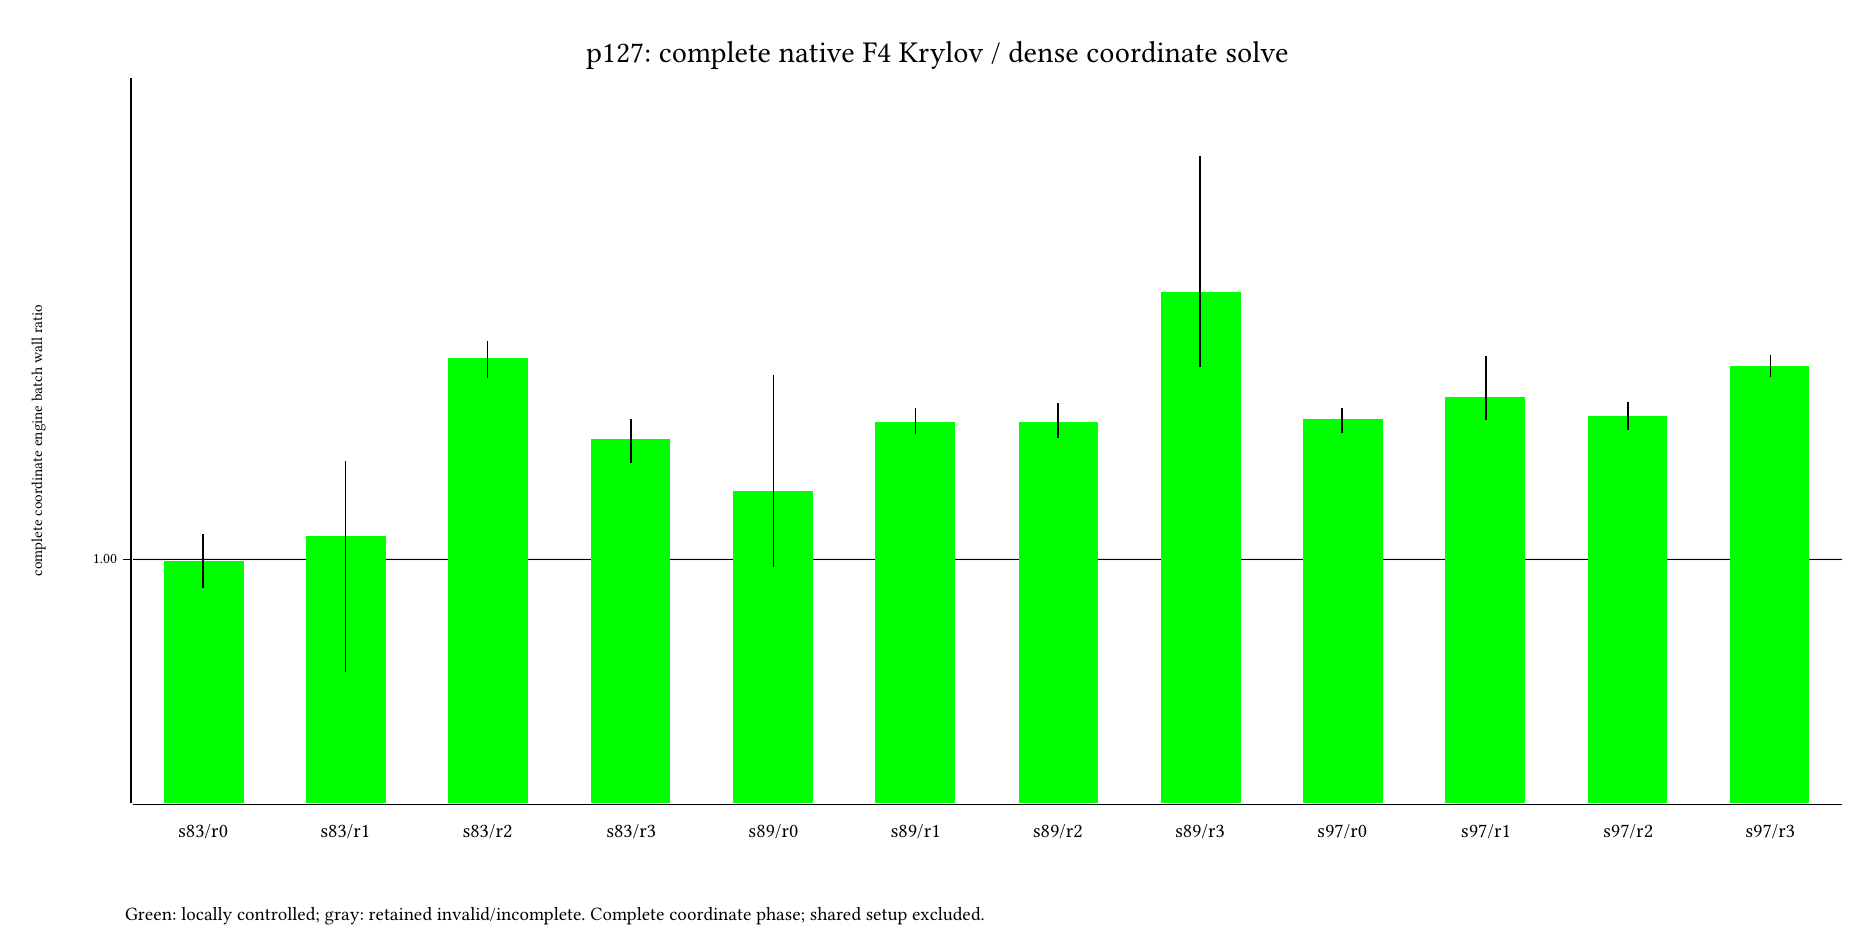 p127: complete native F4 Krylov / dense coordinate solve
complete coordinate engine batch wall ratio
1.00
s83/r0 s83/r1 s83/r2 s83/r3 s89/r0 s89/r1 s89/r2 s89/r3 s97/r0 s97/r1 s97/r2 s97/r3
Green: locally controlled; gray: retained invalid/incomplete. Complete coordinate phase; shared setup excluded.